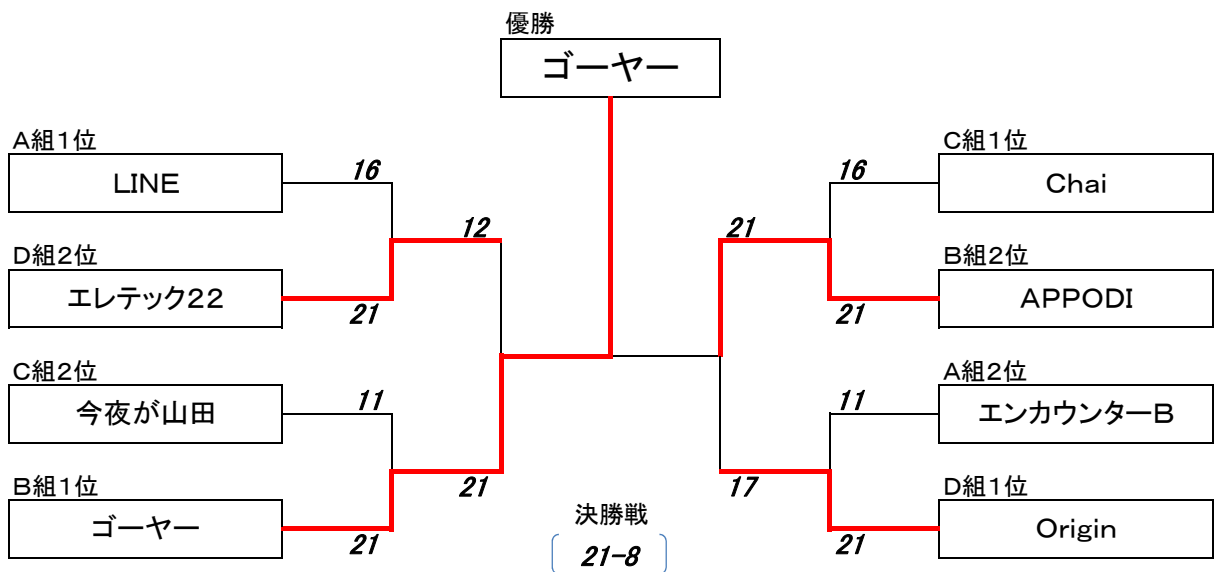 優勝
ゴーヤー
A組1位
LINE
16
D組2位
エレテック22
21
12
C組2位
今夜が山田
11
B組1位
ゴーヤー
21
21
C組1位
Chai
16
B組2位
APPODI
21
21
A組2位
エンカウンターB
11
D組1位
Origin
21
17
決勝戦
21-8